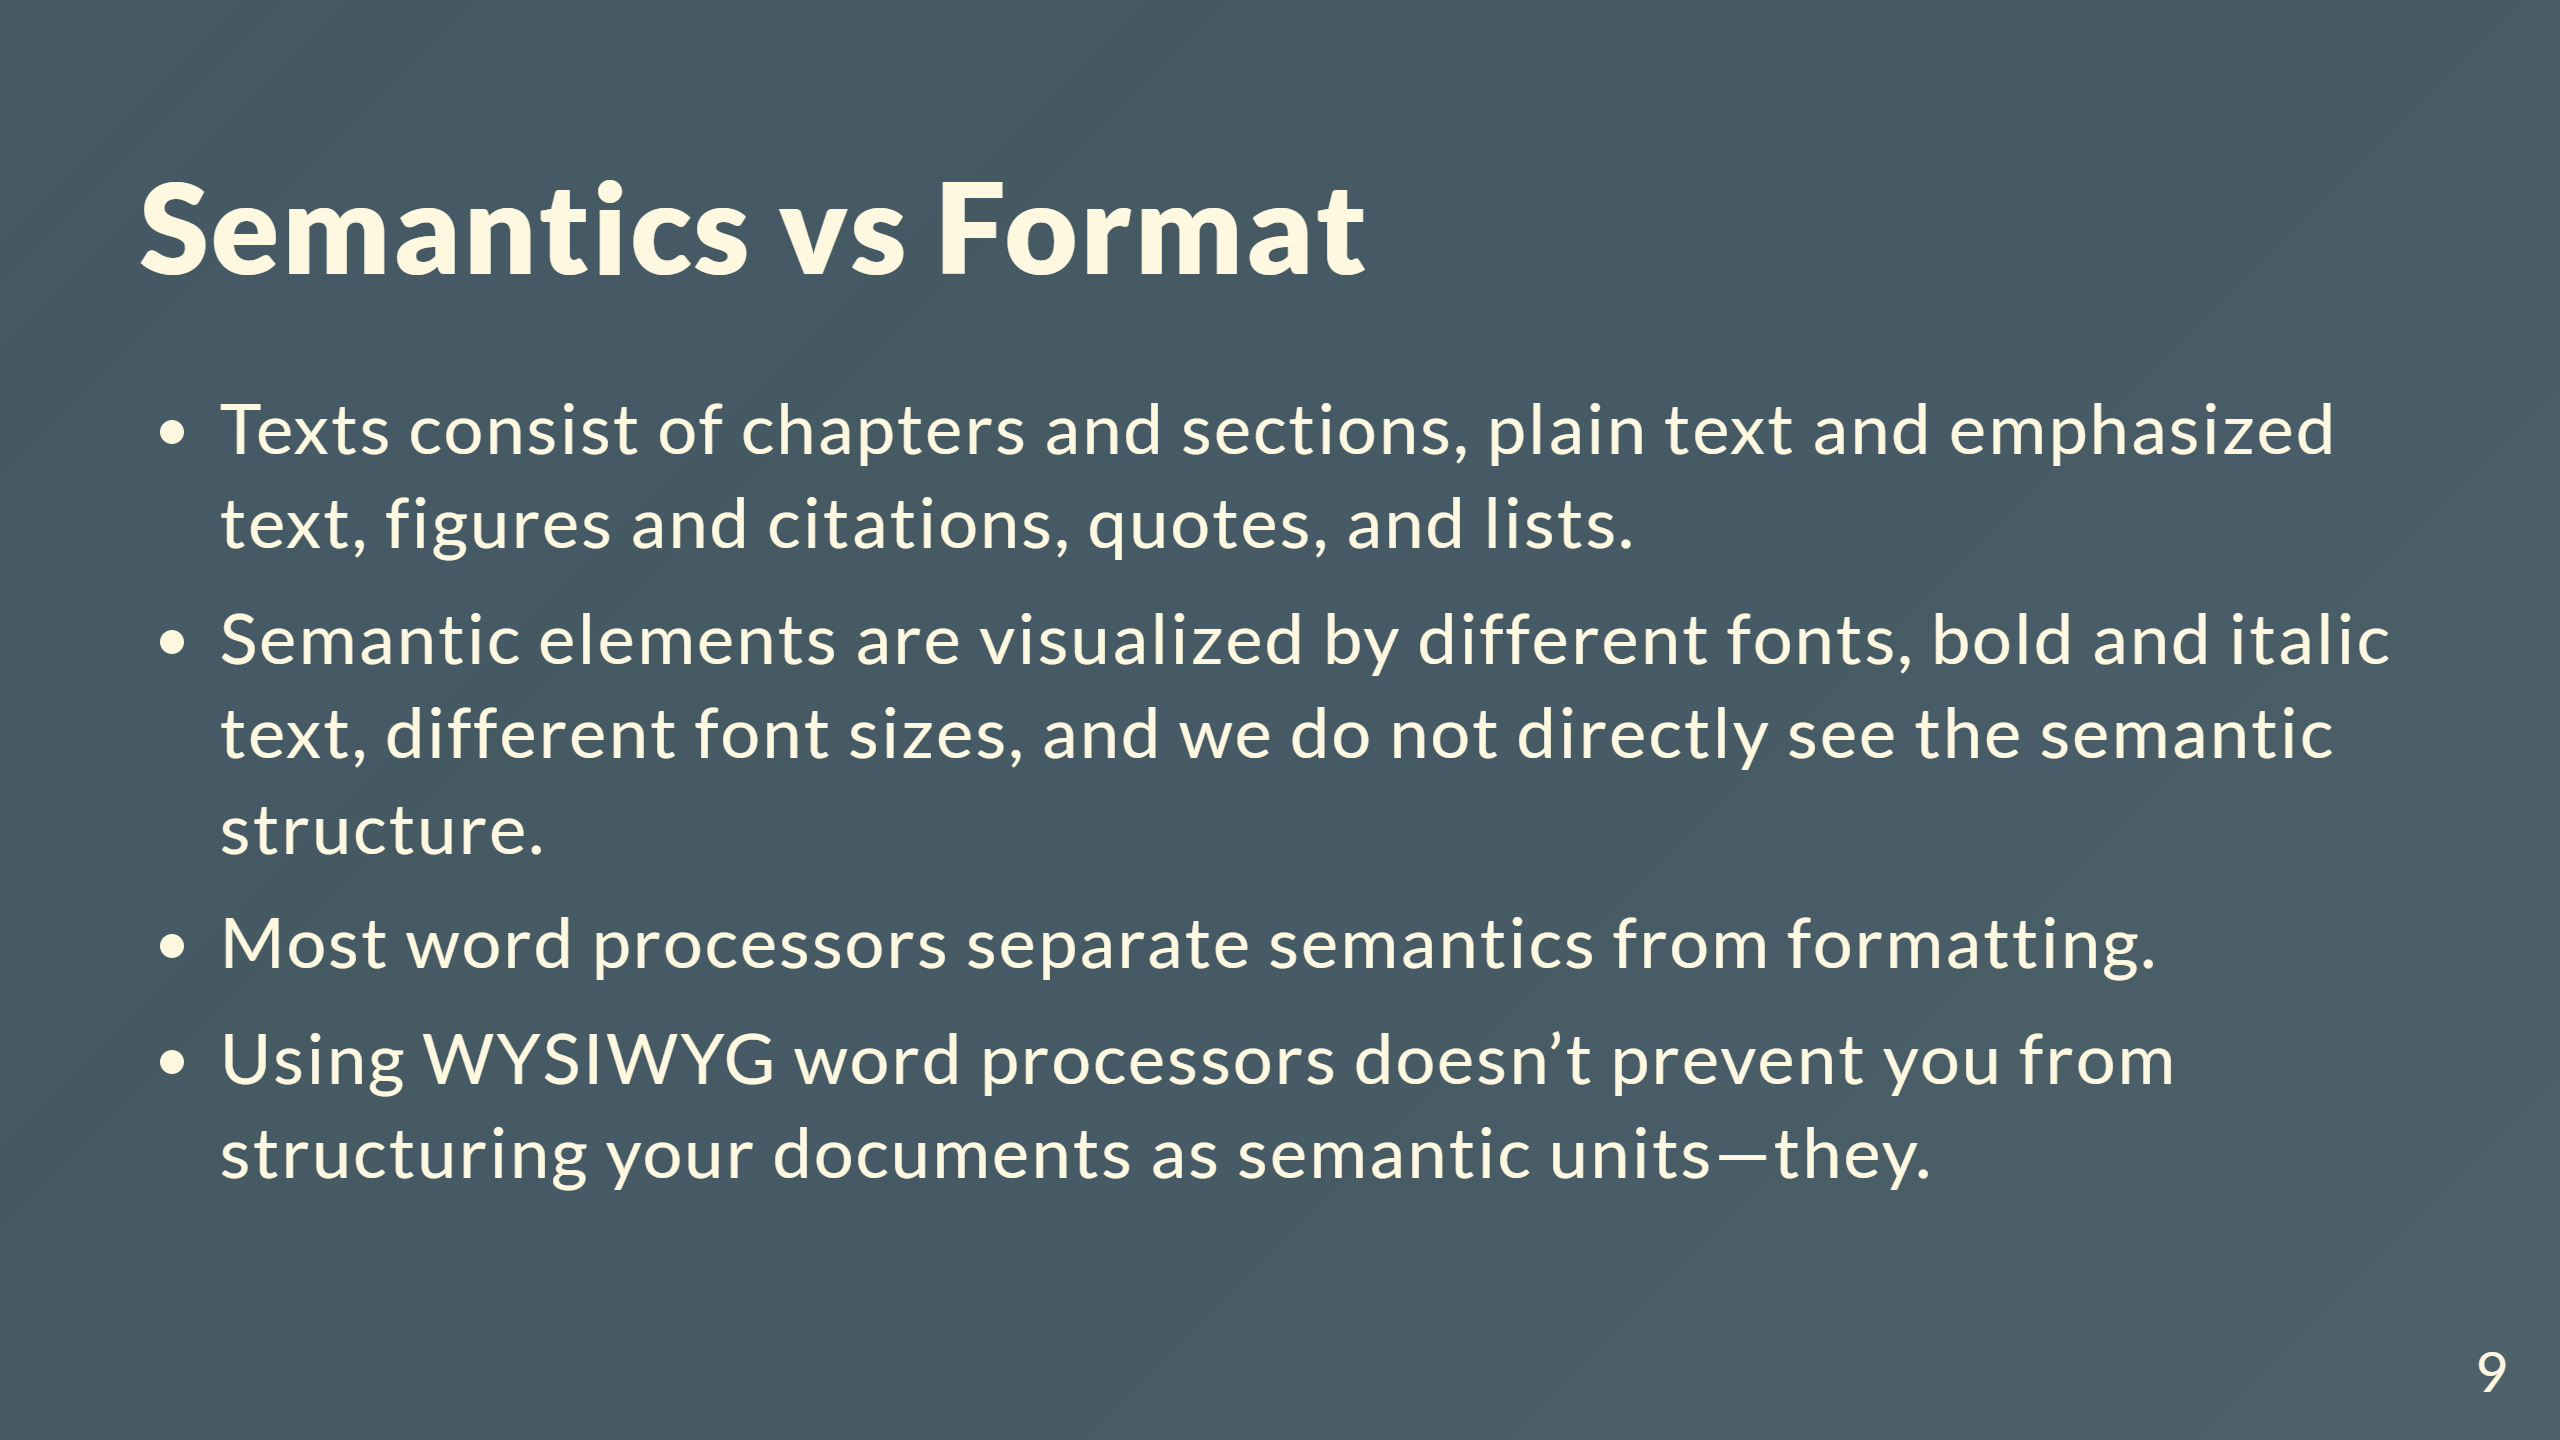 Semantics vs Format
• Texts consist of chapters and sections, plain text and emphasized
text, figures and citations, quotes, and lists.
• Semantic elements are visualized by different fonts, bold and italic
text, different font sizes, and we do not directly see the semantic
structure.
• Most word processors separate semantics from formatting.
• Using WYSIWYG word processors doesn’t prevent you from
structuring your documents as semantic units—they.
9